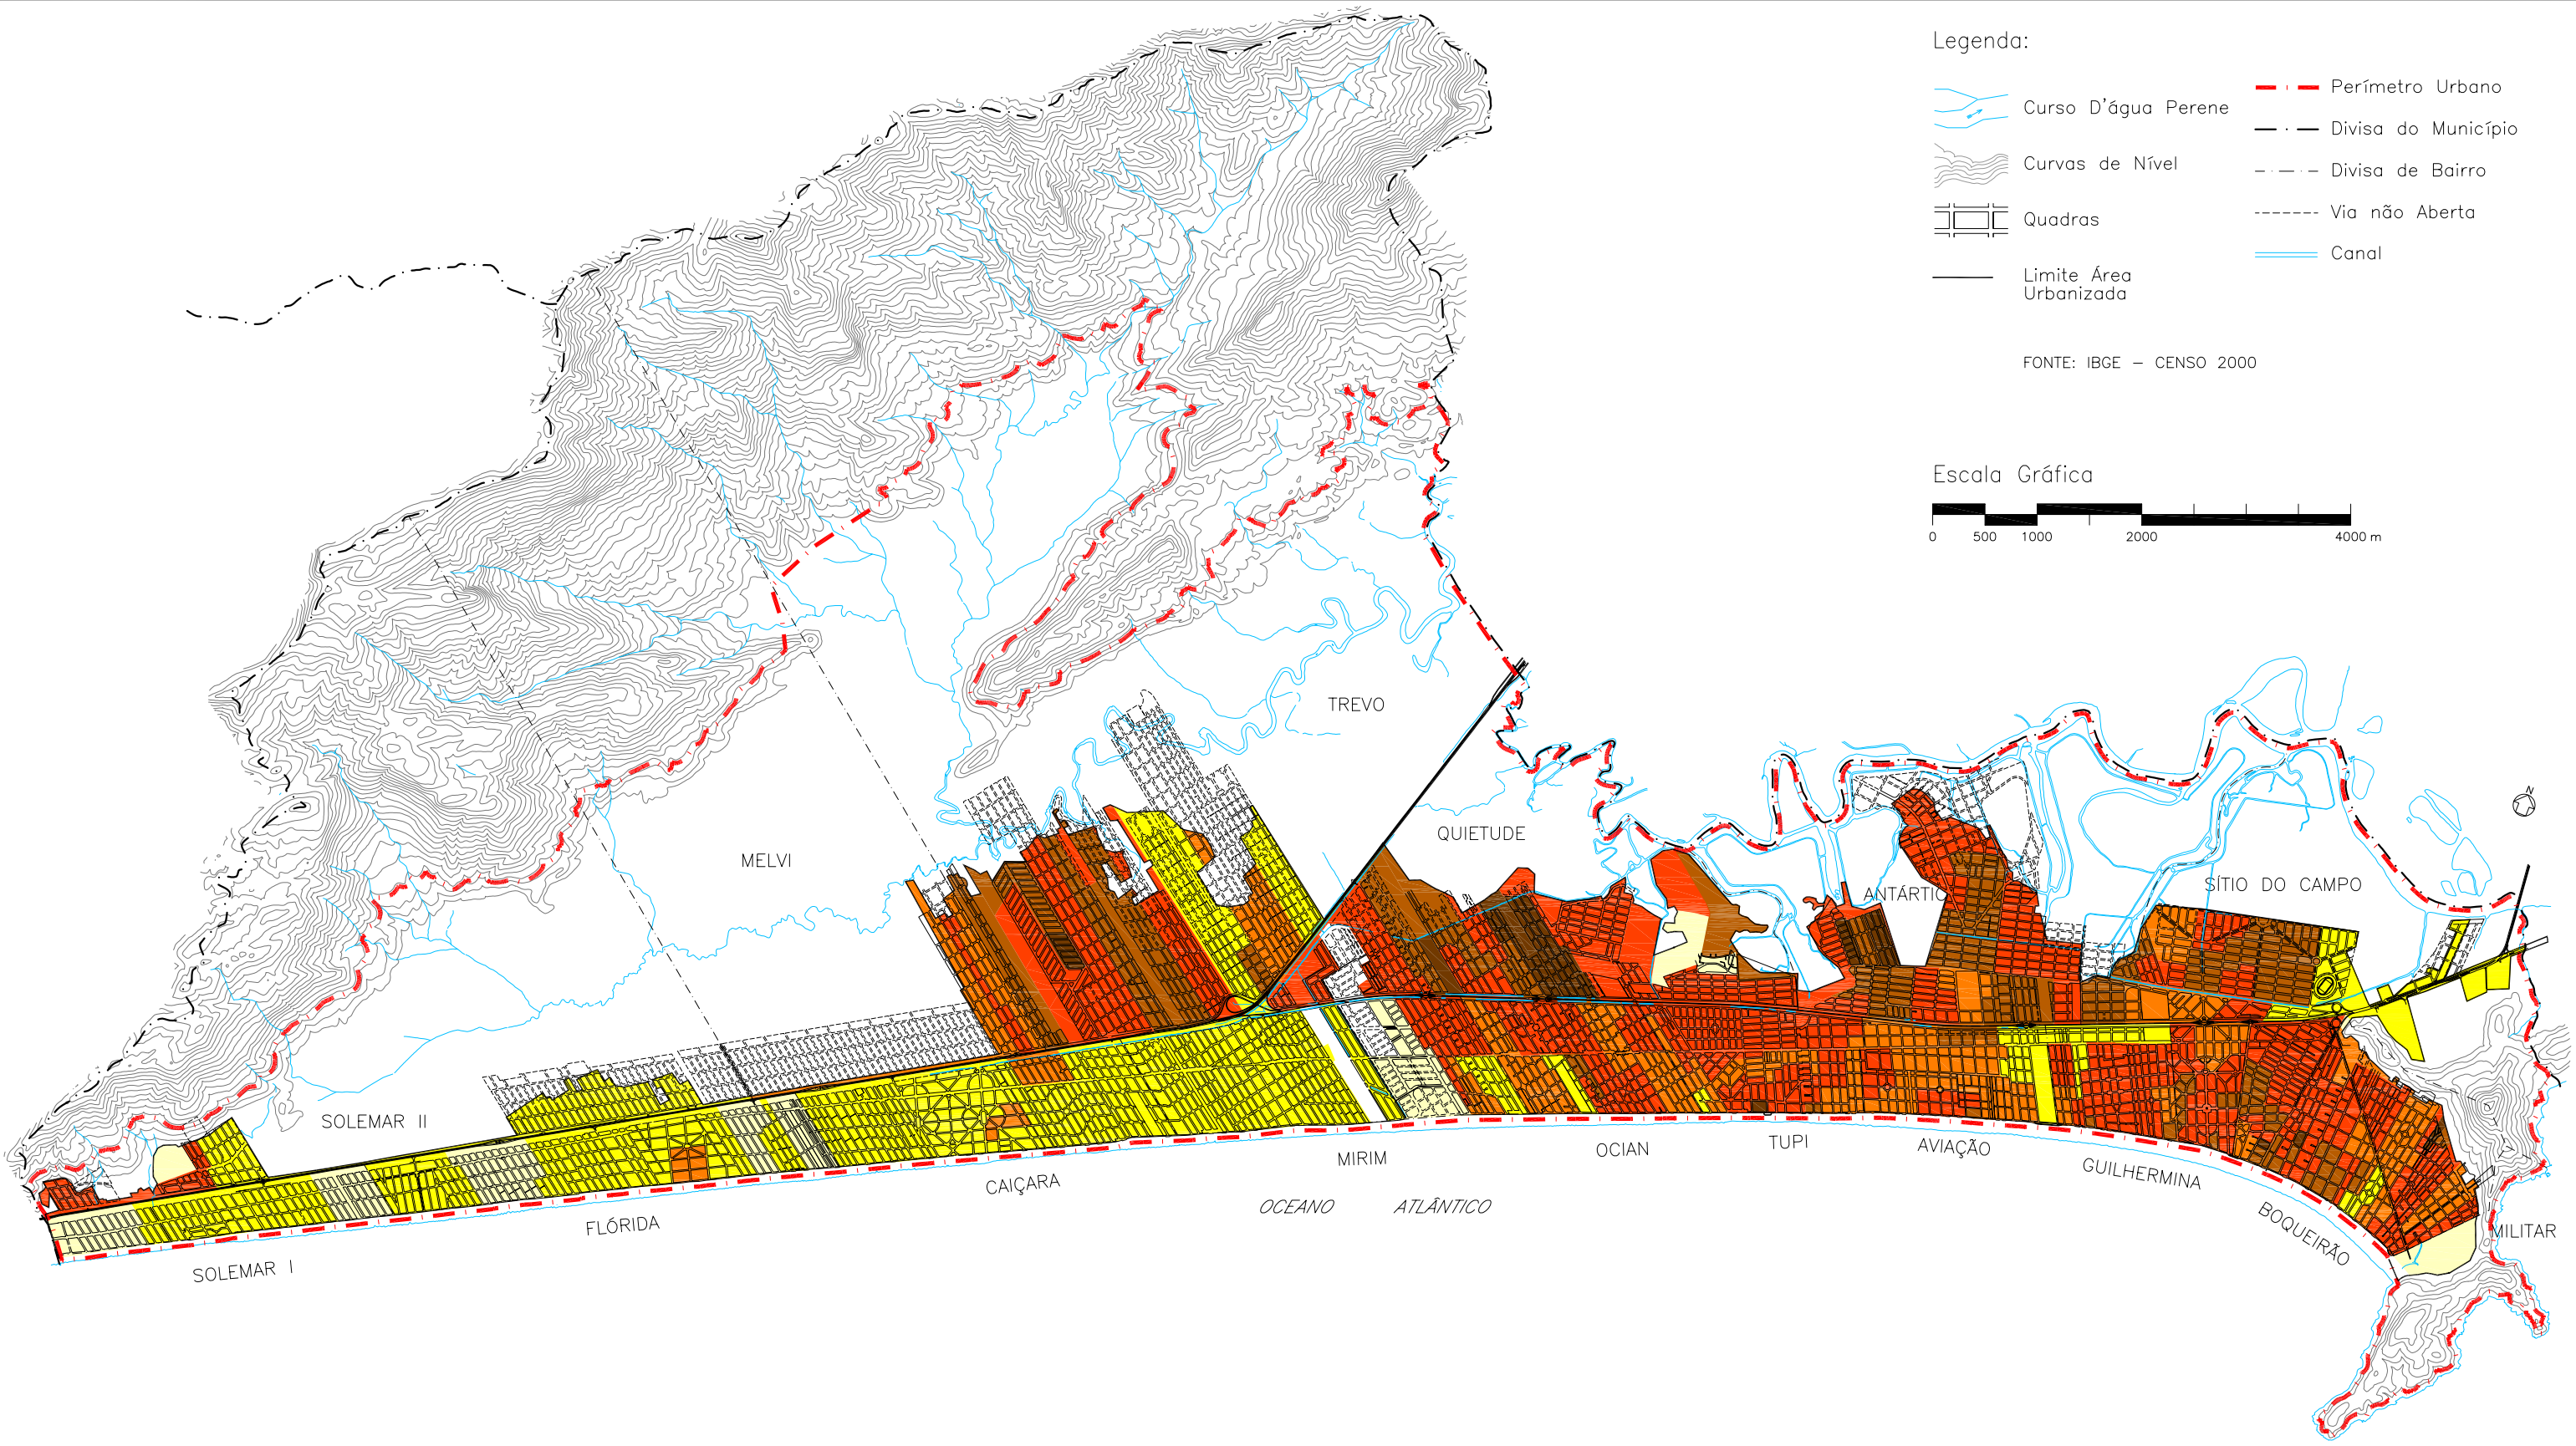 Legenda:
Curso D'água Perene
Curvas de Nível
Quadras
Limite Área
Urbanizada
Perímetro Urbano
Divisa do Município
Divisa de Bairro
Via não Aberta
Canal
FONTE: IBGE – CENSO 2000
Escala Gráfica
0 500 1000 2000 4000 m
N
TREVO
QUIETUDE
MELVI
ANTÁRTIC
SÍTIO DO CAMPO
SOLEMAR II
SOLEMAR I
FLÓRIDA
CAIÇARA
MIRIM
OCIAN
TUPI
AVIAÇÃO
GUILHERMINA
BOQUEIRÃO
MILITAR
OCEANO ATLÂNTICO